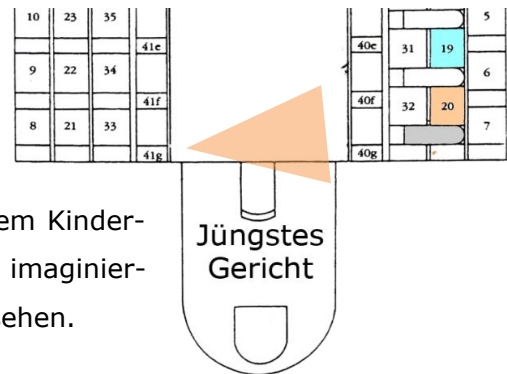 10 23 35
41e
9 22 34
41f
8 21 33
41g
40e
31 19
5
6
40f
32 20
7
40g
em Kinder-
imaginier-
ehen.
Jüngstes
Gericht